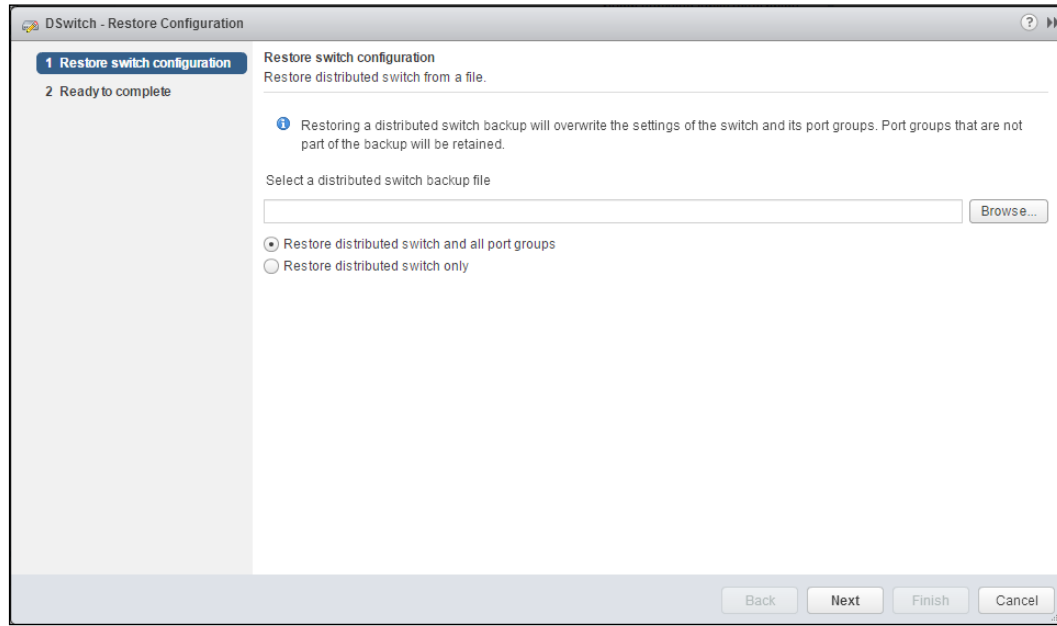 DSwitch - Restore Configuration
?
1 Restore switch configuration
2 Ready to complete
Restore switch configuration
Restore distributed switch from a file.
Restoring a distributed switch backup will overwrite the settings of the switch and its port groups. Port groups that are not
part of the backup will be retained.
Select a distributed switch backup file
Browse...
Restore distributed switch and all port groups
Restore distributed switch only
Back Next Finish Cancel